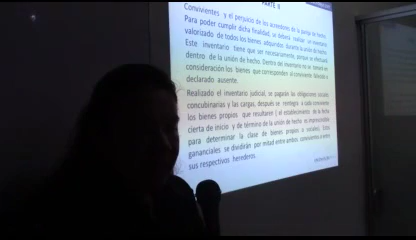 PARTE II
Convivientes y el perjuicio de los acreedores de la pareja de hecho.
Para poder cumplir dicha finalidad, se deberá realizar un inventario
valorizado de todos los bienes adquiridos durante la unión de hecho.
Este inventario tiene que ser necesariamente, porque se efectuará
dentro de la unión de hecho. Dentro del inventario no se tomará en
consideración los bienes que corresponden al conviviente fallecido o
declarado ausente.
Realizado el inventario judicial, se pagarán las obligaciones sociales
concubinarias y las cargas, después se reintegra a cada conviviente
los bienes propios que resultaren ( el establecimiento de la fecha
cierta de inicio y de término de la unión de hecho es imprescindible
para determinar la clase de bienes propios o sociales). Estos
gananciales se dividirán por mitad entre ambos convivientes o entre
sus respectivos herederos.